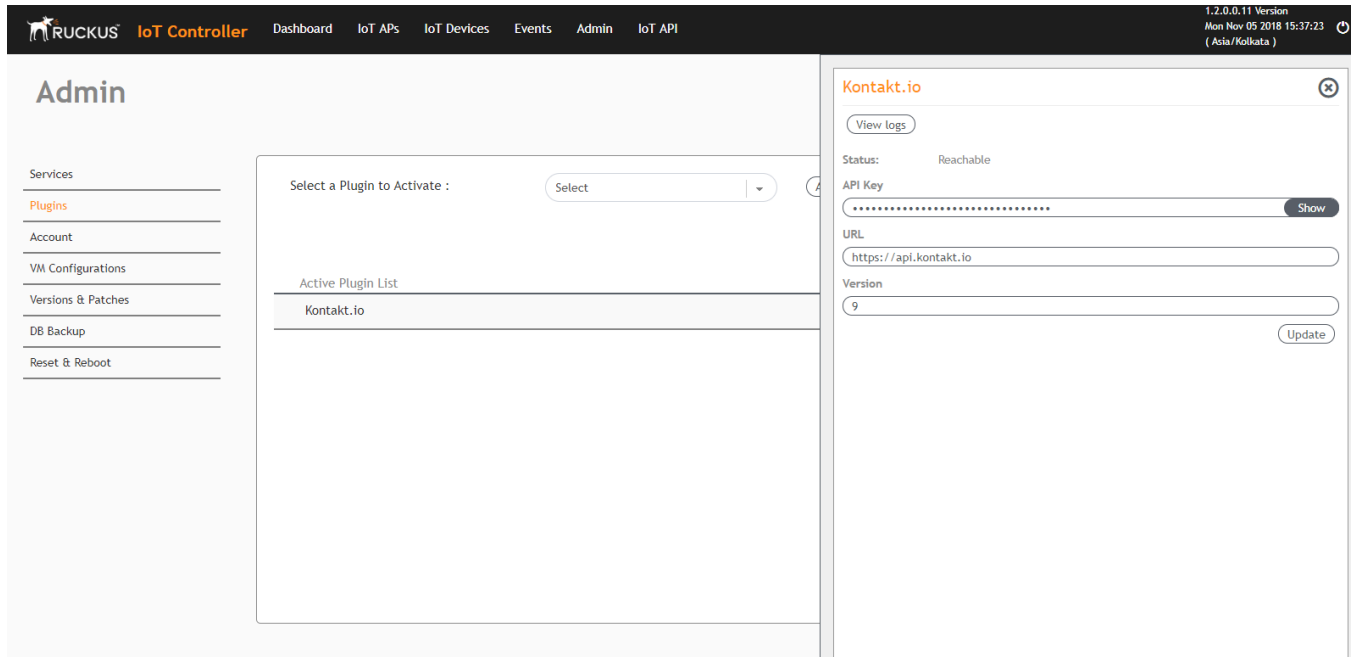 RUCKUS IoT Controller Dashboard IoT APs IoT Devices Events Admin IoT API
1.2.0.0.11 Version
Mon Nov 05 2018 15:37:23
( Asia/Kolkata )
Admin
Services
Plugins
Account
VM Configurations
Versions & Patches
DB Backup
Reset & Reboot
Select a Plugin to Activate : Select
Active Plugin List
Kontakt.io
Kontakt.io
View logs
Status: Reachable
API Key
•••••••••••••••••••••••••••••••• Show
URL
https://api.kontakt.io
Version
9
Update